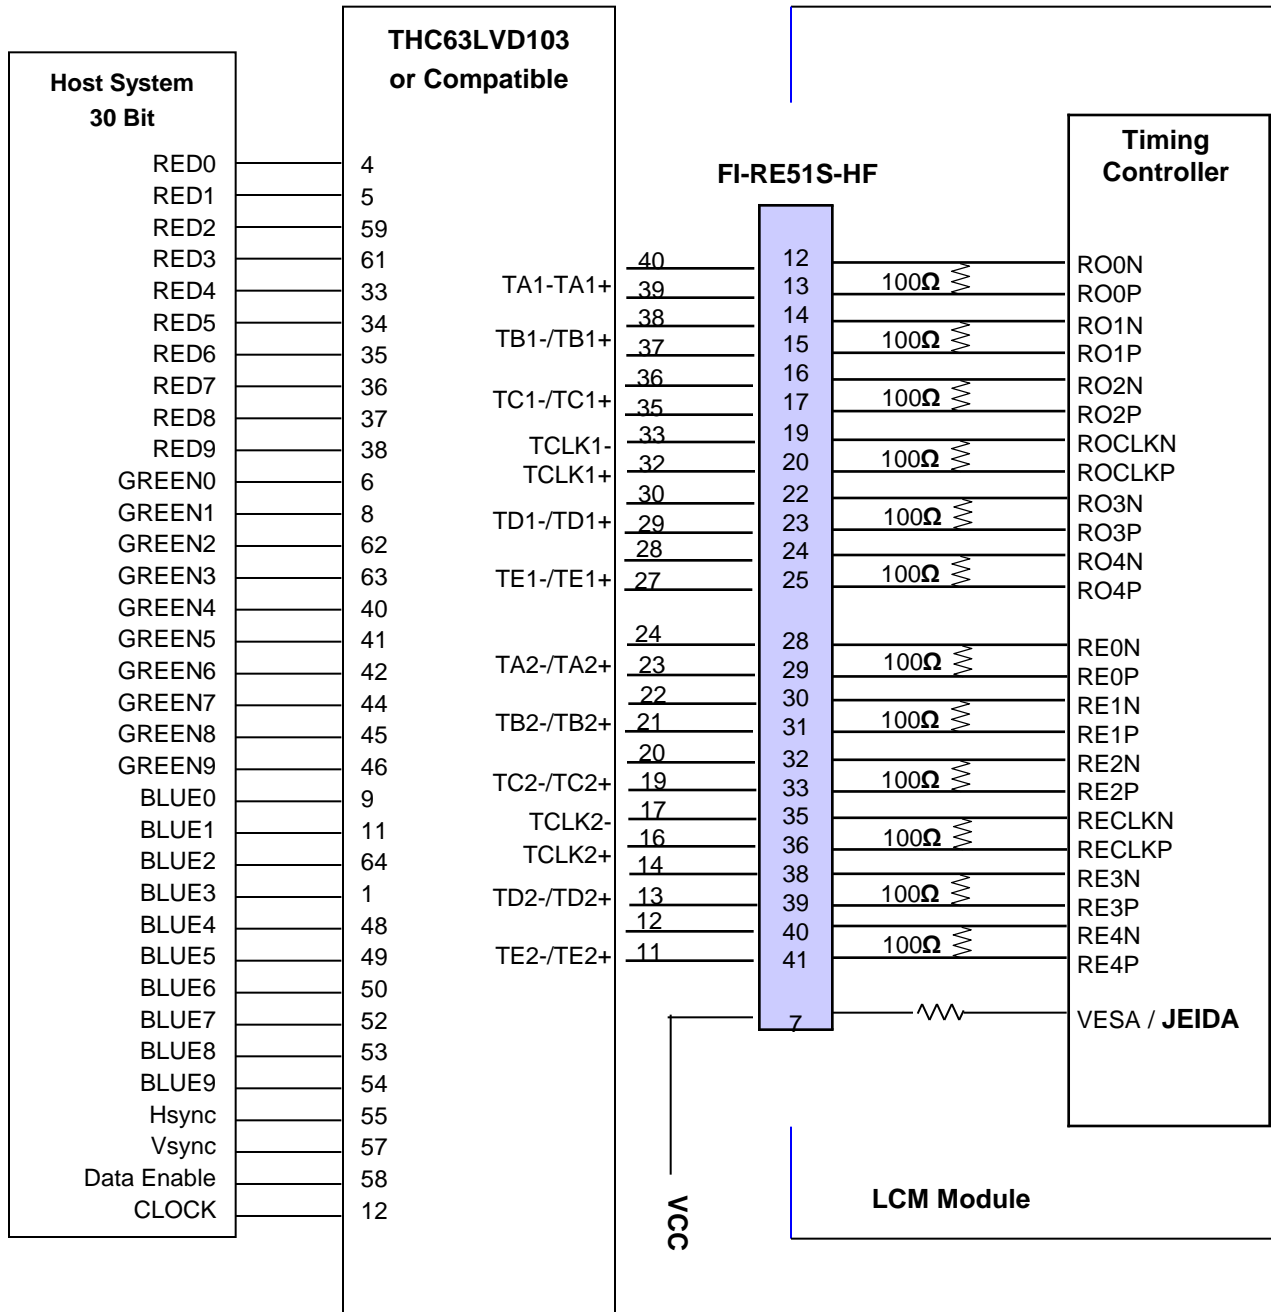 THC63LVD103
or Compatible
Host System
30 Bit
Timing
Controller
FI-RE51S-HF
RED0 4
RED1 5
RED2 59
RED3 61
RED4 33
RED5 34
RED6 35
RED7 36
RED8 37
RED9 38
GREEN0 6
GREEN1 8
GREEN2 62
GREEN3 63
GREEN4 40
GREEN5 41
GREEN6 42
GREEN7 44
GREEN8 45
GREEN9 46
BLUE0 9
BLUE1 11
BLUE2 64
BLUE3 1
BLUE4 48
BLUE5 49
BLUE6 50
BLUE7 52
BLUE8 53
BLUE9 54
Hsync 55
Vsync 57
Data Enable 58
CLOCK 12
40 12 RO0N
TA1-TA1+ 100Ω
39 13 RO0P
38 14 RO1N
TB1-/TB1+ 100Ω
37 15 RO1P
36 16 RO2N
TC1-/TC1+ 100Ω
35 17 RO2P
TCLK1- 33 19 ROCLKN
100Ω
TCLK1+ 32 20 ROCLKP
30 22 RO3N
TD1-/TD1+ 100Ω
29 23 RO3P
28 24 RO4N
TE1-/TE1+ 100Ω
27 25 RO4P
24 28 RE0N
TA2-/TA2+ 100Ω
23 29 RE0P
22 30 RE1N
TB2-/TB2+ 100Ω
21 31 RE1P
20 32 RE2N
TC2-/TC2+ 100Ω
19 33 RE2P
TCLK2- 17 35 RECLKN
100Ω
TCLK2+ 16 36 RECLKP
14 38 RE3N
TD2-/TD2+ 100Ω
13 39 RE3P
12 40 RE4N
TE2-/TE2+ 100Ω
11 41 RE4P
7 VESA / JEIDA
VCC
LCM Module